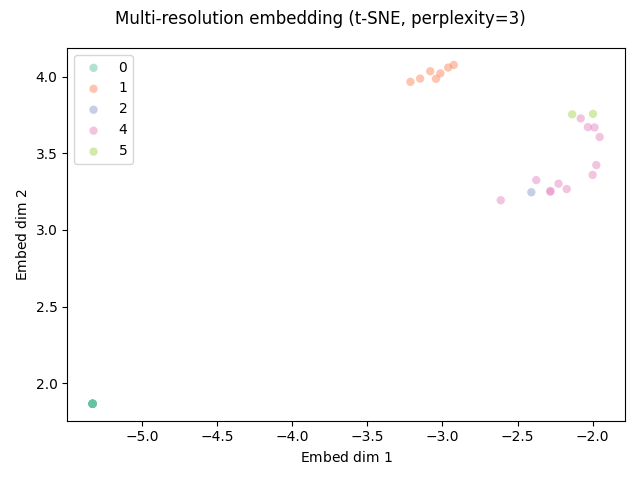 Multi-resolution embedding (t-SNE, perplexity=3)
0
1
2
4
5
4.0
3.5
3.0
2.5
2.0
Embed dim 2
−5.0 −4.5 −4.0 −3.5 −3.0 −2.5 −2.0
Embed dim 1